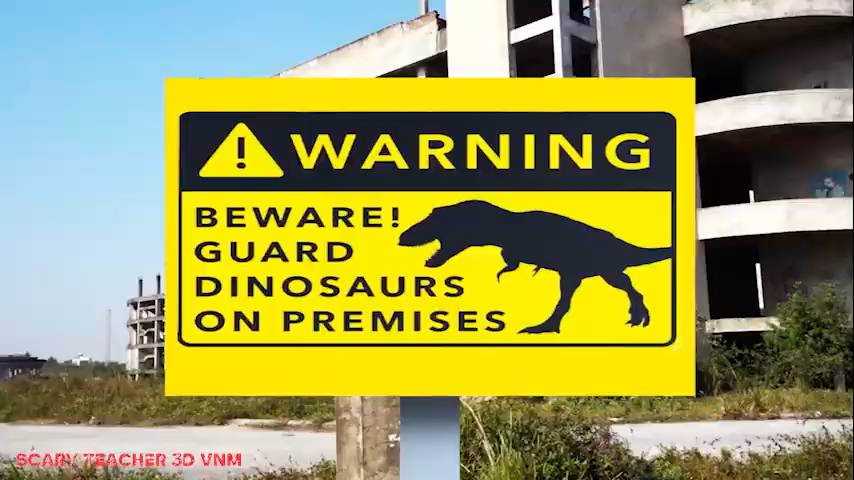 WARNING
BEWARE!
GUARD
DINOSAURS
ON PREMISES
SCARY TEACHER 3D VNM